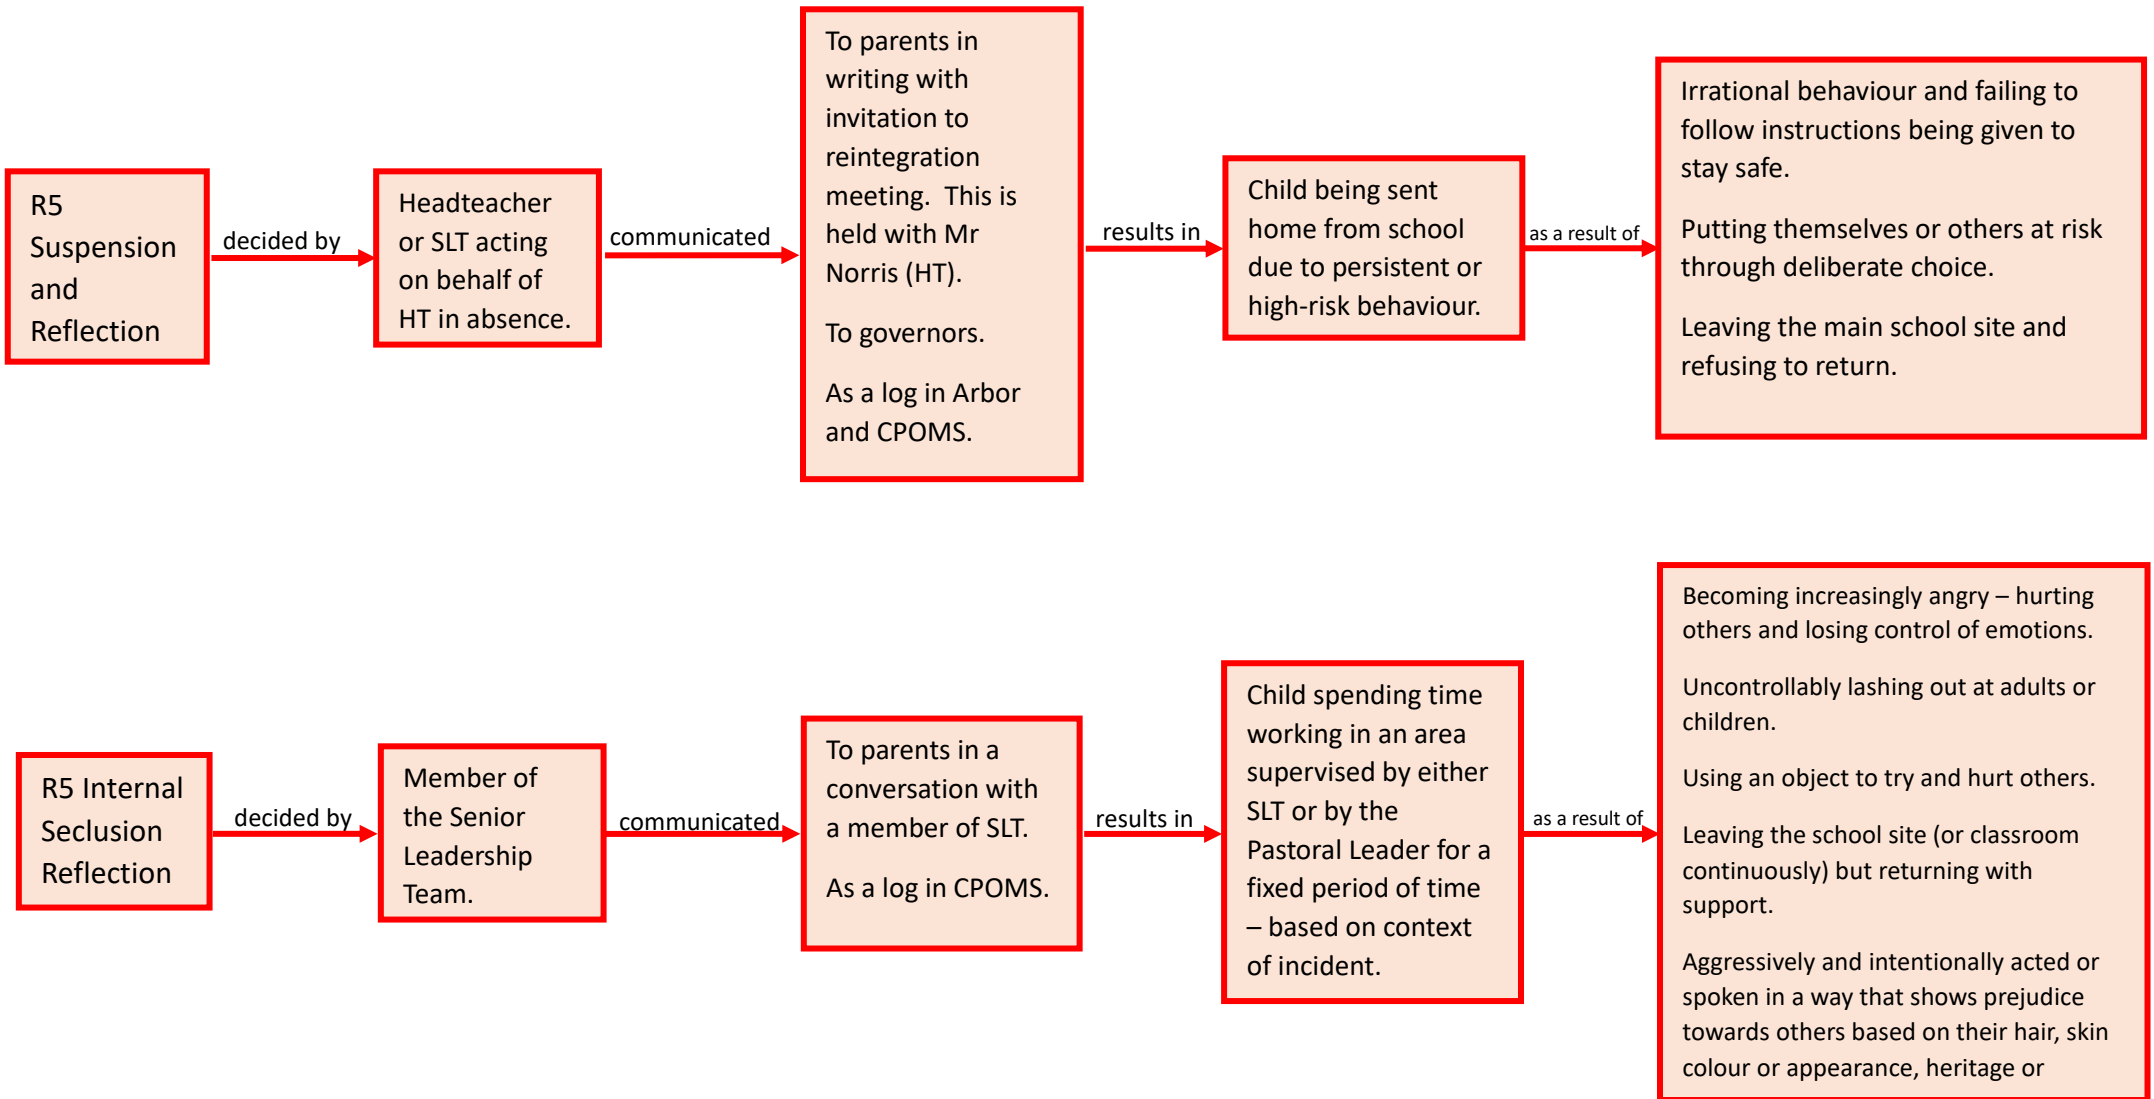 R5
Suspension
and
Reflection
decided by
Headteacher
or SLT acting
on behalf of
HT in absence.
communicated
To parents in
writing with
invitation to
reintegration
meeting.  This is
held with Mr
Norris (HT).
To governors.
As a log in Arbor
and CPOMS.
results in
Child being sent
home from school
due to persistent or
high-risk behaviour.
as a result of
Irrational behaviour and failing to
follow instructions being given to
stay safe.
Putting themselves or others at risk
through deliberate choice.
Leaving the main school site and
refusing to return.
R5 Internal
Seclusion
Reflection
decided by
Member of
the Senior
Leadership
Team.
communicated
To parents in a
conversation with
a member of SLT.
As a log in CPOMS.
results in
Child spending time
working in an area
supervised by either
SLT or by the
Pastoral Leader for a
fixed period of time
– based on context
of incident.
as a result of
Becoming increasingly angry – hurting
others and losing control of emotions.
Uncontrollably lashing out at adults or
children.
Using an object to try and hurt others.
Leaving the school site (or classroom
continuously) but returning with
support.
Aggressively and intentionally acted or
spoken in a way that shows prejudice
towards others based on their hair, skin
colour or appearance, heritage or